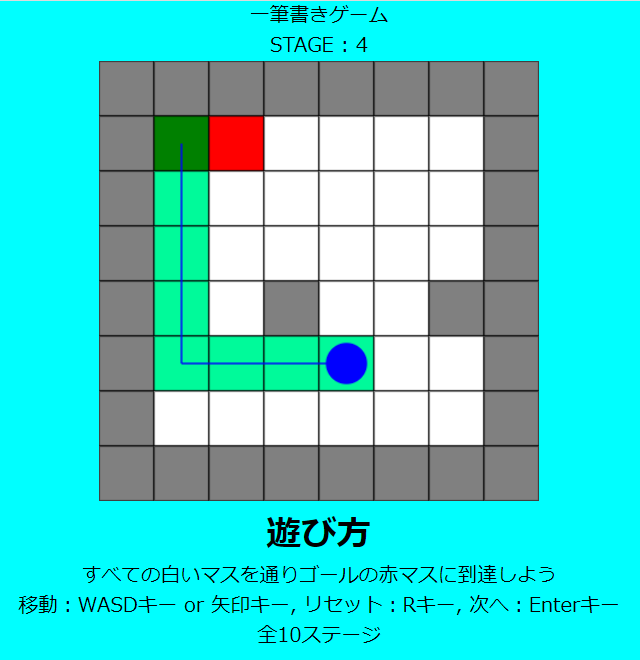 一筆書きゲーム
STAGE : 4
遊び方
すべての白いマスを通りゴールの赤マスに到達しよう
移動 : WASDキー or 矢印キー, リセット : Rキー, 次へ : Enterキー
全10ステージ